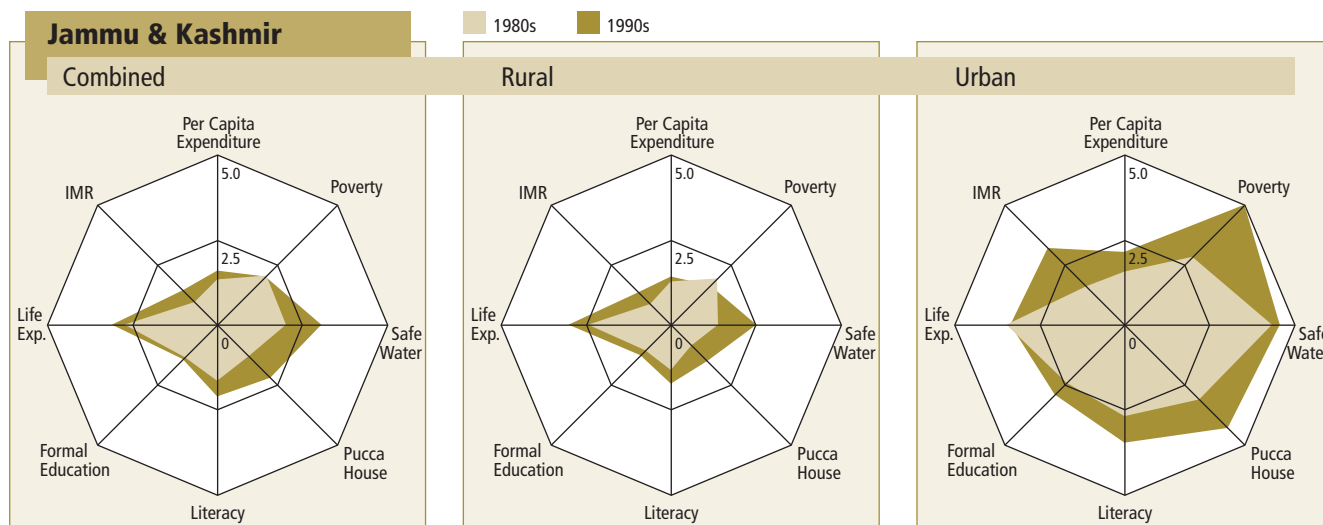 Jammu & Kashmir
1980s
1990s
Combined
Rural
Urban
Per Capita
Expenditure
5.0
IMR
Poverty
2.5
Life
Exp.
0
Safe
Water
Formal
Education
Pucca
House
Literacy
Per Capita
Expenditure
5.0
IMR
Poverty
2.5
Life
Exp.
0
Safe
Water
Formal
Education
Pucca
House
Literacy
Per Capita
Expenditure
5.0
IMR
Poverty
2.5
Life
Exp.
0
Safe
Water
Formal
Education
Pucca
House
Literacy